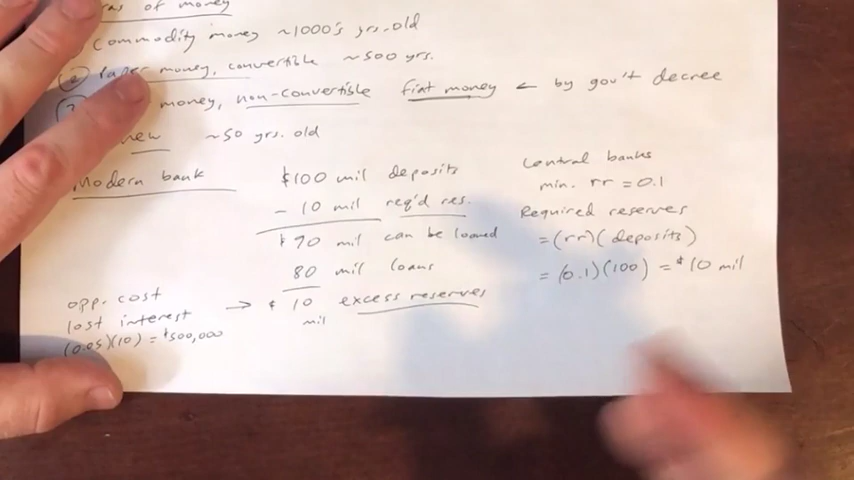 of money
Commodity money ~1000's yrs. old
② Paper money, convertible ~500 yrs.
money, non-convertible fiat money ← by gov't decree
new ~50 yrs. old
Modern bank
$100 mil deposits
- 10 mil req'd res.
$90 mil can be loaned
80 mil loans
$10 excess reserves
mil
opp. cost
lost interest →
(0.05)(10) = $500,000
Central banks
min. rr = 0.1
Required reserves
= (rr)(deposits)
= (0.1)(100) = $10 mil